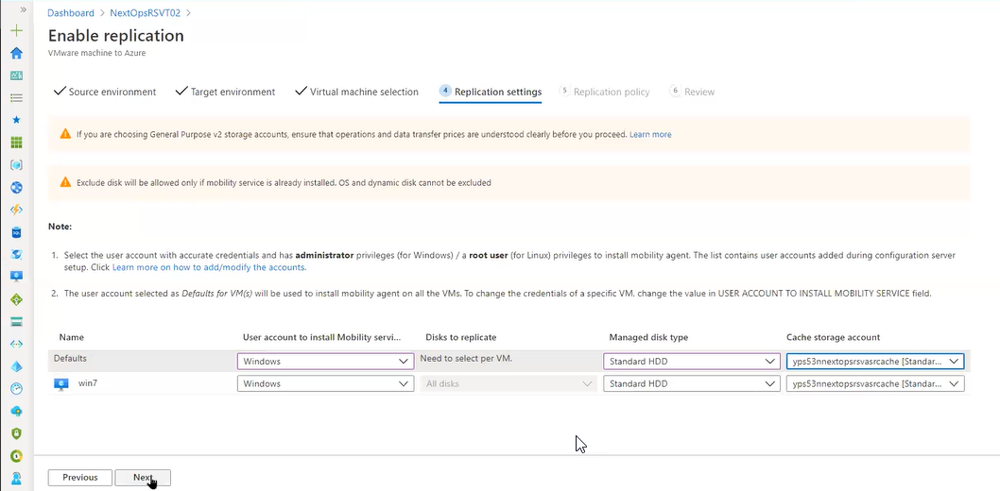 Dashboard > NextOpsRSVT02 >
Enable replication
VMware machine to Azure
Source environment
Target environment
Virtual machine selection
4 Replication settings
5 Replication policy
6 Review
If you are choosing General Purpose v2 storage accounts, ensure that operations and data transfer prices are understood clearly before you proceed. Learn more
Exclude disk will be allowed only if mobility service is already installed. OS and dynamic disk cannot be excluded
Note:
1. Select the user account with accurate credentials and has administrator privileges (for Windows) / a root user (for Linux) privileges to install mobility agent. The list contains user accounts added during configuration server
setup. Click Learn more on how to add/modify the accounts.
2. The user account selected as Defaults for VM(s) will be used to install mobility agent on all the VMs. To change the credentials of a specific VM, change the value in USER ACCOUNT TO INSTALL MOBILITY SERVICE field.
Name User account to install Mobility servi... Disks to replicate Managed disk type Cache storage account
Defaults Windows Need to select per VM. Standard HDD yps53nnextopsrsvasrcache [Standar...
win7 Windows All disks Standard HDD yps53nnextopsrsvasrcache [Standar...
Previous Next